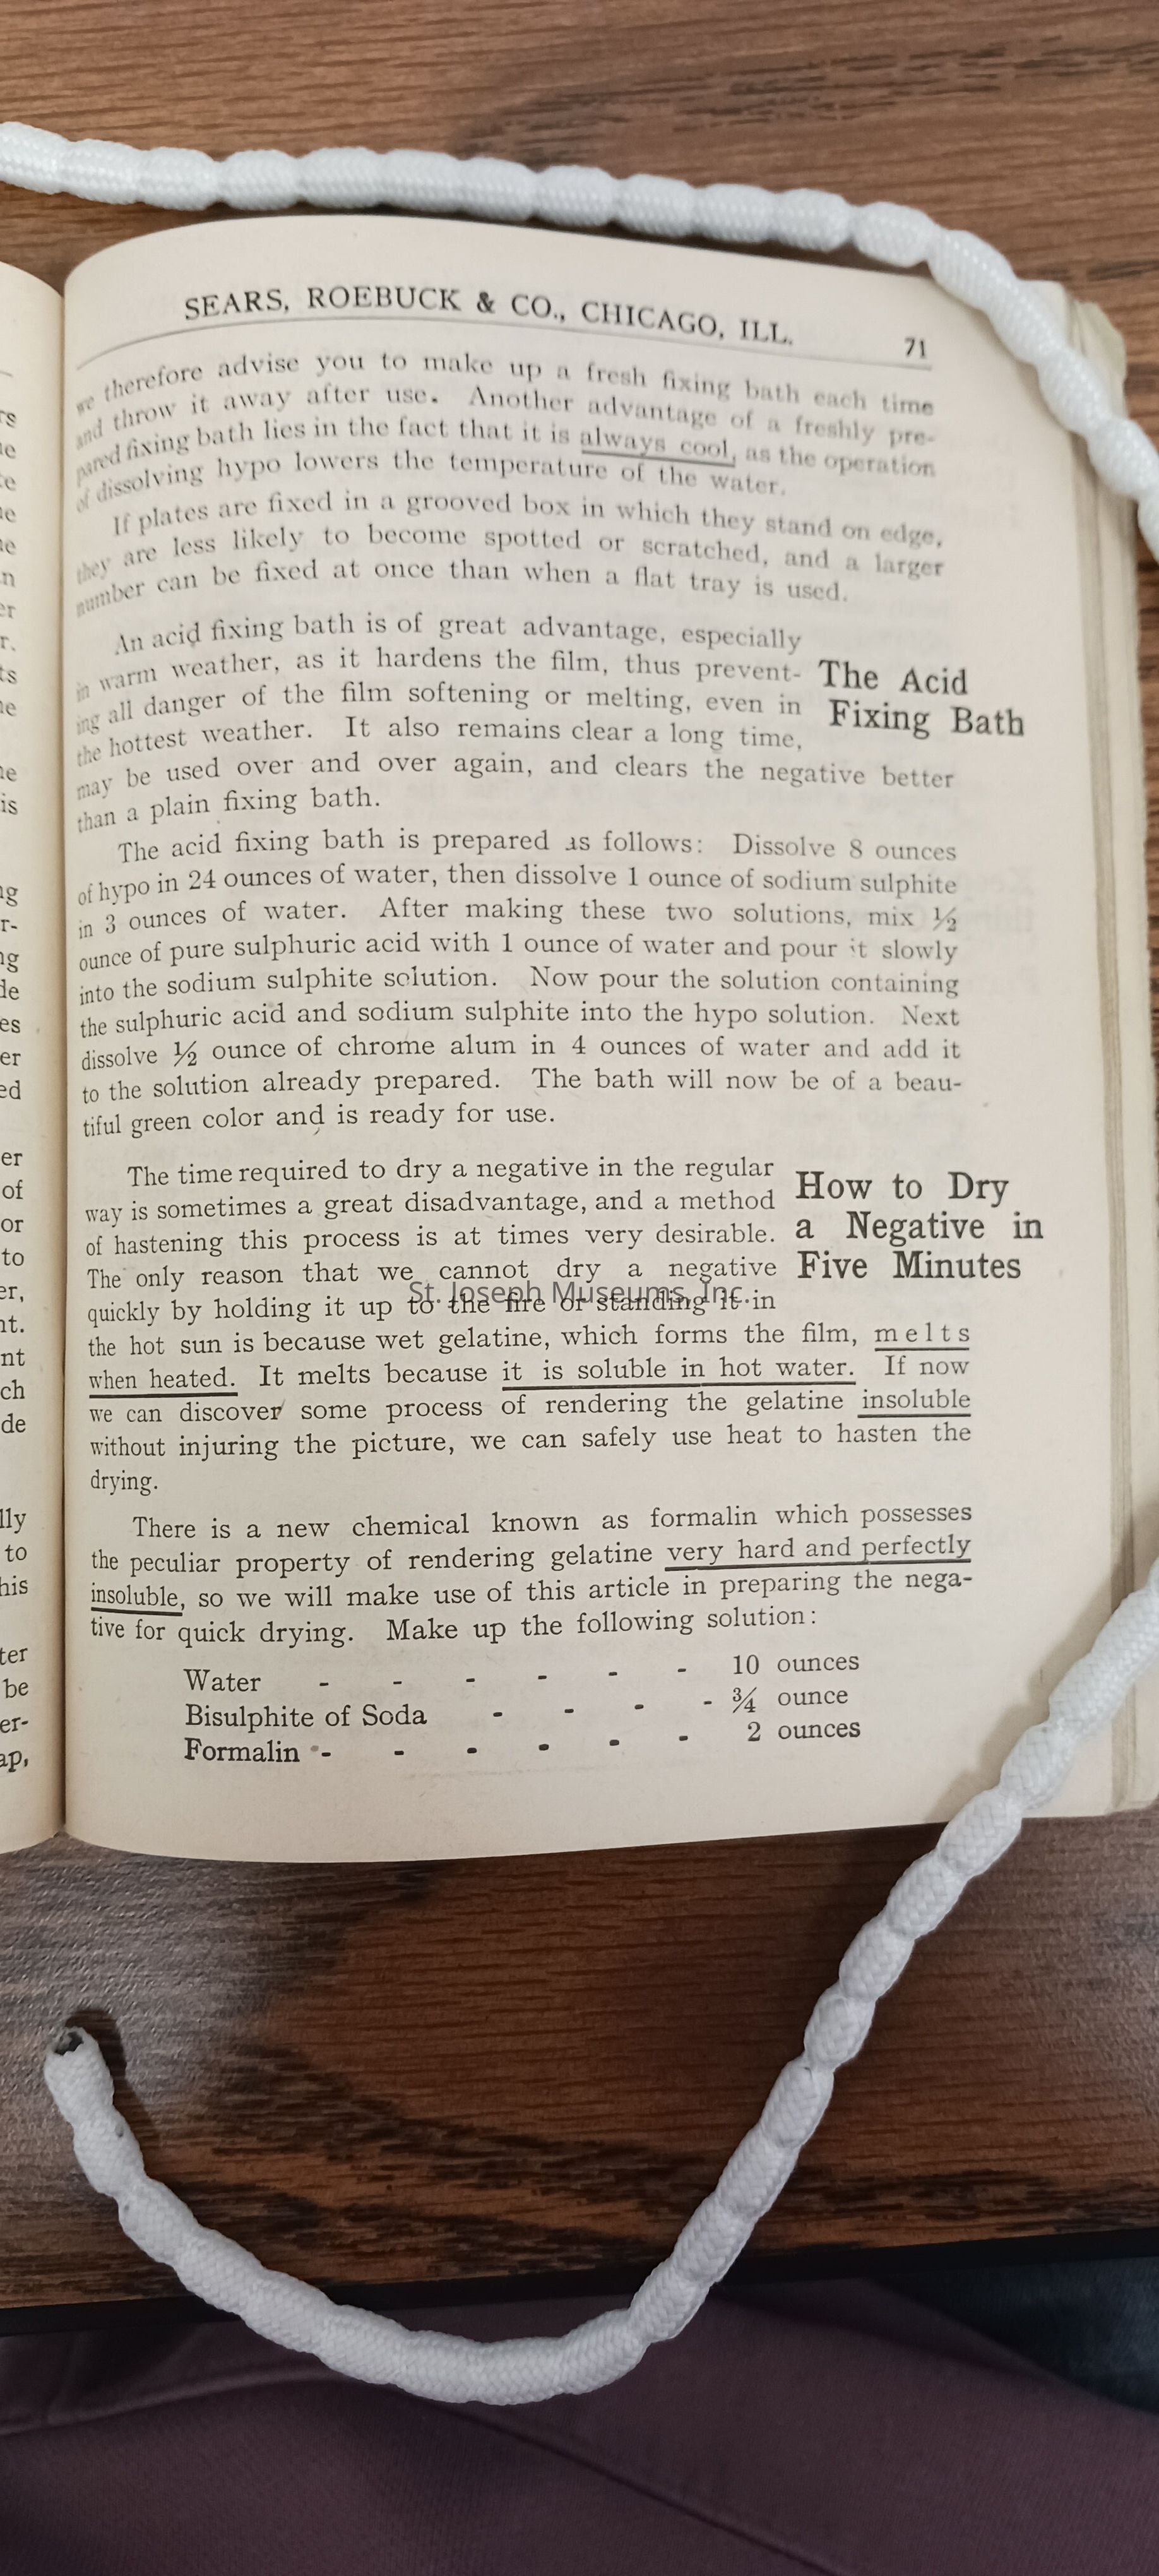 SEARS, ROEBUCK & CO., CHICAGO, ILL. 71
we therefore advise you to make up a fresh fixing bath each time
and throw it away after use. Another advantage of a freshly pre-
pared fixing bath lies in the fact that it is always cool, as the operation
of dissolving hypo lowers the temperature of the water.
If plates are fixed in a grooved box in which they stand on edge,
they are less likely to become spotted or scratched, and a larger
number can be fixed at once than when a flat tray is used.
The Acid
Fixing Bath
An acid fixing bath is of great advantage, especially
in warm weather, as it hardens the film, thus prevent-
ing all danger of the film softening or melting, even in
the hottest weather. It also remains clear a long time,
may be used over and over again, and clears the negative better
than a plain fixing bath.
The acid fixing bath is prepared as follows: Dissolve 8 ounces
of hypo in 24 ounces of water, then dissolve 1 ounce of sodium sulphite
in 3 ounces of water. After making these two solutions, mix ½
ounce of pure sulphuric acid with 1 ounce of water and pour it slowly
into the sodium sulphite solution. Now pour the solution containing
the sulphuric acid and sodium sulphite into the hypo solution. Next
dissolve ½ ounce of chrome alum in 4 ounces of water and add it
to the solution already prepared. The bath will now be of a beau-
tiful green color and is ready for use.
How to Dry
a Negative in
Five Minutes
The time required to dry a negative in the regular
way is sometimes a great disadvantage, and a method
of hastening this process is at times very desirable.
The only reason that we cannot dry a negative
quickly by holding it up to the fire or standing it in
the hot sun is because wet gelatine, which forms the film, melts
when heated. It melts because it is soluble in hot water. If now
we can discover some process of rendering the gelatine insoluble
without injuring the picture, we can safely use heat to hasten the
drying.
There is a new chemical known as formalin which possesses
the peculiar property of rendering gelatine very hard and perfectly
insoluble, so we will make use of this article in preparing the nega-
tive for quick drying. Make up the following solution:
Water - - - - - - 10 ounces
Bisulphite of Soda - - - - ¾ ounce
Formalin - - - - - - 2 ounces
St. Joseph Museums, Inc.